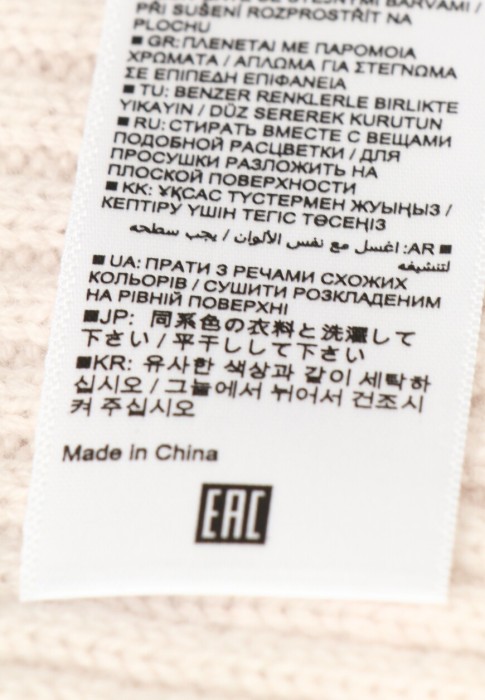 S TEJNÝMI BARVAMI /
PŘI SUŠENÍ ROZPROSTŘÍT NA
PLOCHU
■ GR: ΠΛΕΝΕΤΑΙ ΜΕ ΠΑΡΟΜΟΙΑ
ΧΡΩΜΑΤΑ / ΑΠΛΩΜΑ ΓΙΑ ΣΤΕΓΝΩΜΑ
ΣΕ ΕΠΙΠΕΔΗ ΕΠΙΦΑΝΕΙΑ
■ TU: BENZER RENKLERLE BIRLIKTE
YIKAYIN / DÜZ SEREREK KURUTUN
■ RU: СТИРАТЬ ВМЕСТЕ С ВЕЩАМИ
ПОДОБНОЙ РАСЦВЕТКИ / ДЛЯ
ПРОСУШКИ РАЗЛОЖИТЬ НА
ПЛОСКОЙ ПОВЕРХНОСТИ
■ KK: ҰҚСАС ТҮСТЕРМЕН ЖУЫҢЫЗ /
КЕПТІРУ ҮШІН ТЕГІС ТӨСЕҢІЗ
■ AR: اغسل مع نفس الألوان / يجب سطحه
لتنشيفه
■ UA: ПРАТИ З РЕЧАМИ СХОЖИХ
КОЛЬОРІВ / СУШИТИ РОЗКЛАДЕНИМ
НА РІВНІЙ ПОВЕРХНІ
■JP: 同系色の衣料と洗濯して
下さい / 平干しして下さい
■KR: 유사한 색상과 같이 세탁하
십시오 / 그늘에서 뉘어서 건조시
켜 주십시오
Made in China
EAC